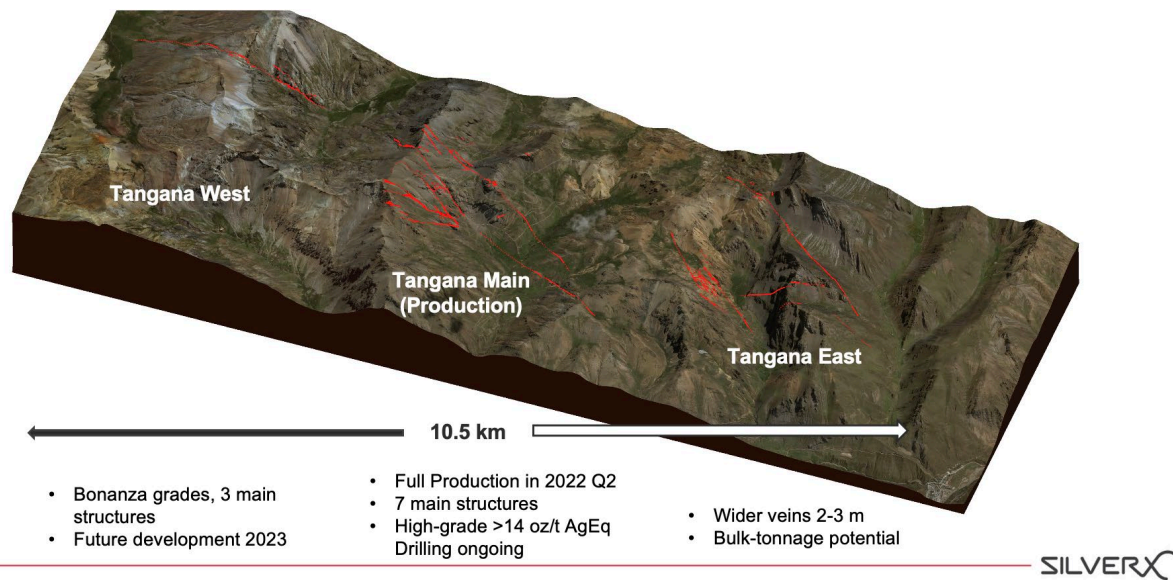 Tangana West
Tangana Main
(Production)
Tangana East
10.5 km
• Bonanza grades, 3 main
structures
• Future development 2023
• Full Production in 2022 Q2
• 7 main structures
• High-grade >14 oz/t AgEq
Drilling ongoing
• Wider veins 2-3 m
• Bulk-tonnage potential
SILVERX